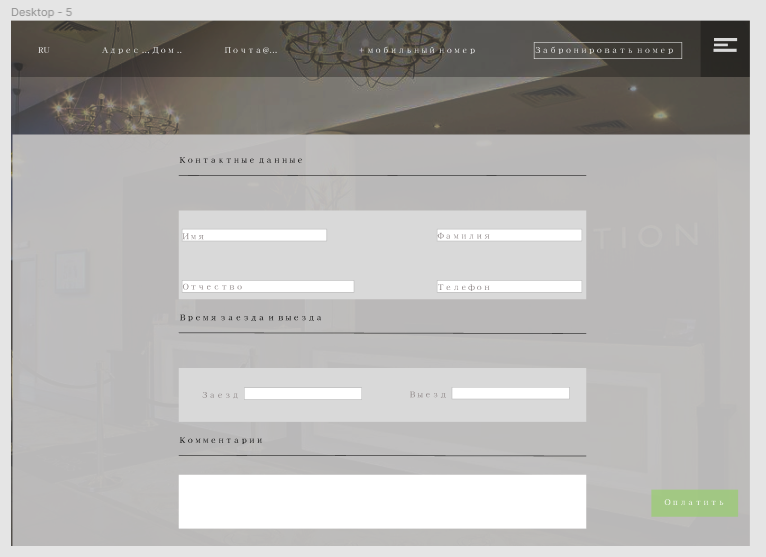 Desktop - 5
RU Адрес...Дом.. Почта@... +мобильный номер Забронировать номер
Контактные данные
TION
Имя Фамилия
Отчество Телефон
Время заезда и выезда
Заезд Выезд
Комментарии
Оплатить